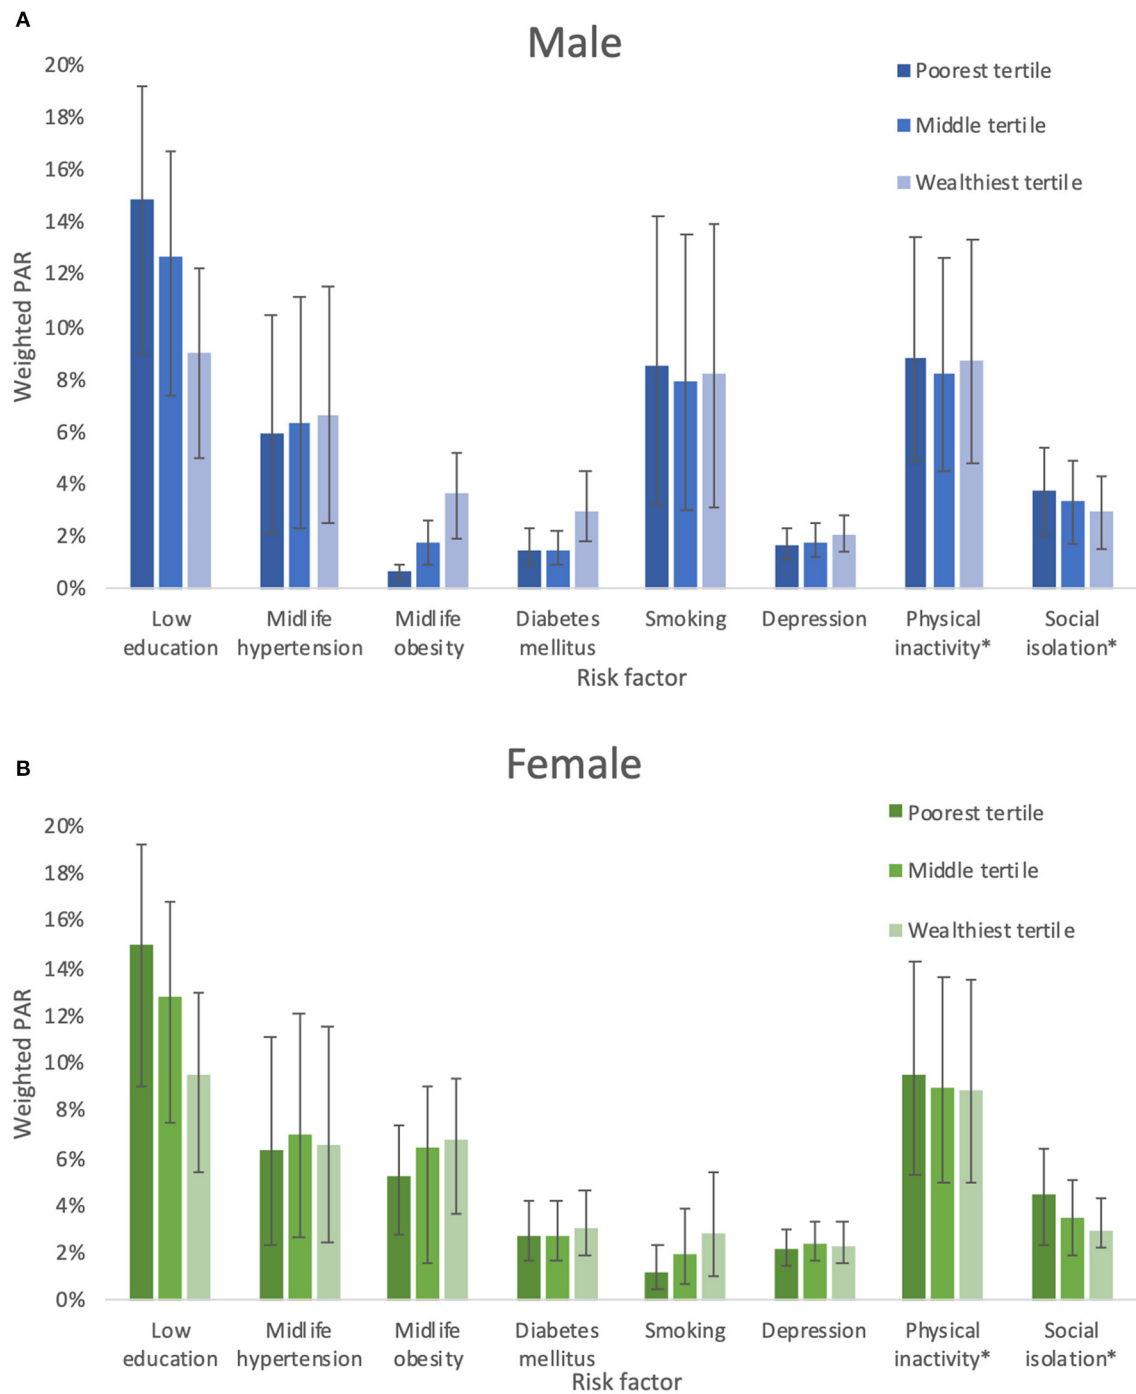 A
Male
20%
18%
16%
14%
12%
10%
8%
6%
4%
2%
0%
Weighted PAR
Poorest tertile
Middle tertile
Wealthiest tertile
Low education
Midlife hypertension
Midlife obesity
Diabetes mellitus
Smoking
Depression
Physical inactivity*
Social isolation*
Risk factor
B
Female
20%
18%
16%
14%
12%
10%
8%
6%
4%
2%
0%
Weighted PAR
Poorest tertile
Middle tertile
Wealthiest tertile
Low education
Midlife hypertension
Midlife obesity
Diabetes mellitus
Smoking
Depression
Physical inactivity*
Social isolation*
Risk factor